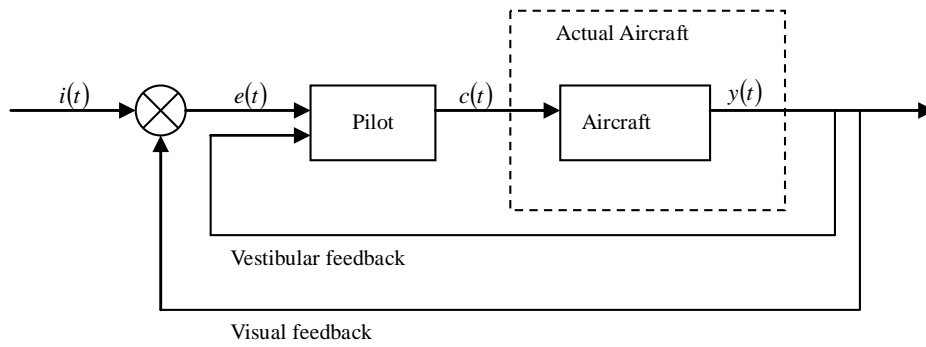 Actual Aircraft
i(t)
e(t)
Pilot
c(t)
Aircraft
y(t)
Vestibular feedback
Visual feedback